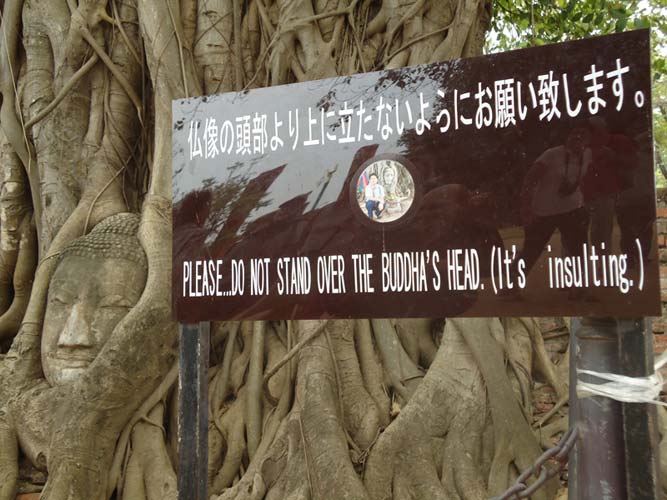 仏像の頭部より上に立たないようにお願い致します。
PLEASE...DO NOT STAND OVER THE BUDDHA'S HEAD. (It's insulting.)